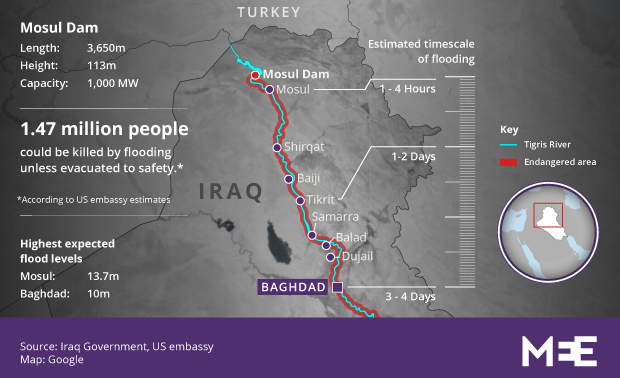 TURKEY
Mosul Dam
Length: 3,650m
Height: 113m
Capacity: 1,000 MW
1.47 million people
could be killed by flooding
unless evacuated to safety.*
*According to US embassy estimates
Highest expected
flood levels
Mosul: 13.7m
Baghdad: 10m
IRAQ
Mosul Dam
Mosul
Shirqat
Baiji
Tikrit
Samarra
Balad
Dujail
BAGHDAD
Estimated timescale
of flooding
1 - 4 Hours
1-2 Days
3 - 4 Days
Key
Tigris River
Endangered area
Source: Iraq Government, US embassy
Map: Google
MEE